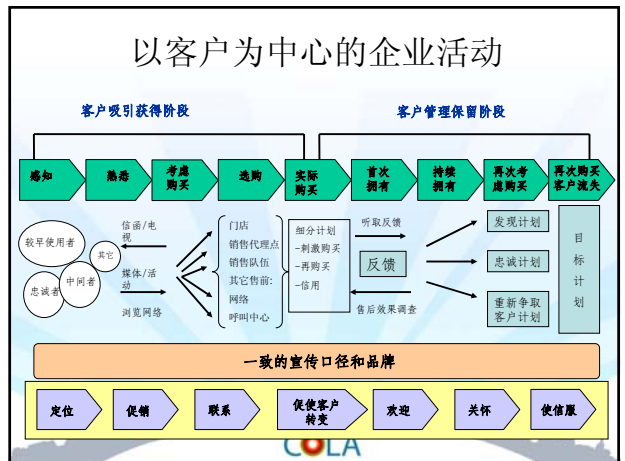 以客户为中心的企业活动
客户吸引获得阶段
客户管理保留阶段
感知
熟悉
考虑
购买
选购
实际
购买
首次
拥有
持续
拥有
再次考
虑购买
再次购买
客户流失
较早使用者
其它
忠诚者
中间者
信函/电
视
媒体/活
动
浏览网络
门店
销售代理点
销售队伍
其它售前:
网络
呼叫中心
细分计划
–刺激购买
–再购买
–信用
听取反馈
反馈
售后效果调查
发现计划
忠诚计划
重新争取
客户计划
目
标
计
划
一致的宣传口径和品牌
定位
促销
联系
促使客户
转变
欢迎
关怀
使信服
COLA